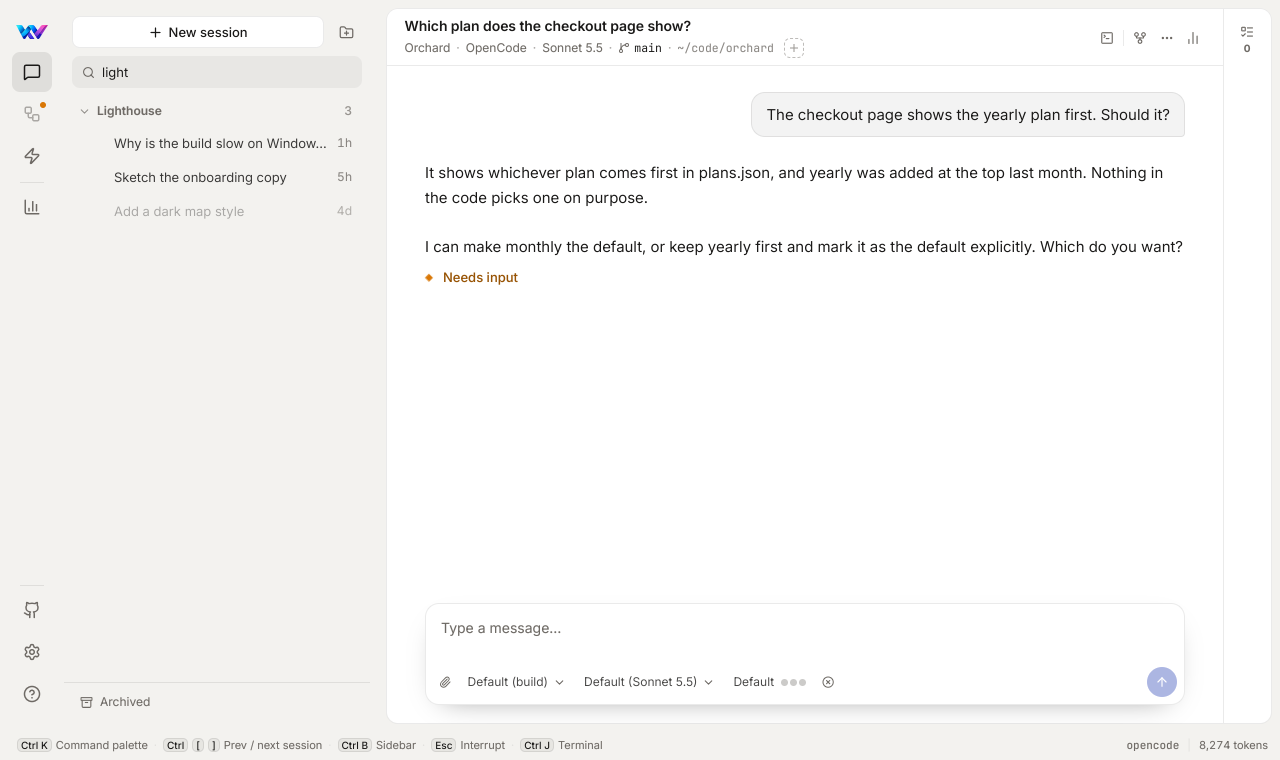 New session
light
Lighthouse 3
Why is the build slow on Window... 1h
Sketch the onboarding copy 5h
Add a dark map style 4d
Archived
Which plan does the checkout page show?
Orchard · OpenCode · Sonnet 5.5 · main · ~/code/orchard
0
The checkout page shows the yearly plan first. Should it?
It shows whichever plan comes first in plans.json, and yearly was added at the top last month. Nothing in
the code picks one on purpose.
I can make monthly the default, or keep yearly first and mark it as the default explicitly. Which do you want?
Needs input
Type a message...
Default (build) Default (Sonnet 5.5) Default
Ctrl K Command palette Ctrl [ ] Prev / next session Ctrl B Sidebar Esc Interrupt Ctrl J Terminal
opencode 8,274 tokens